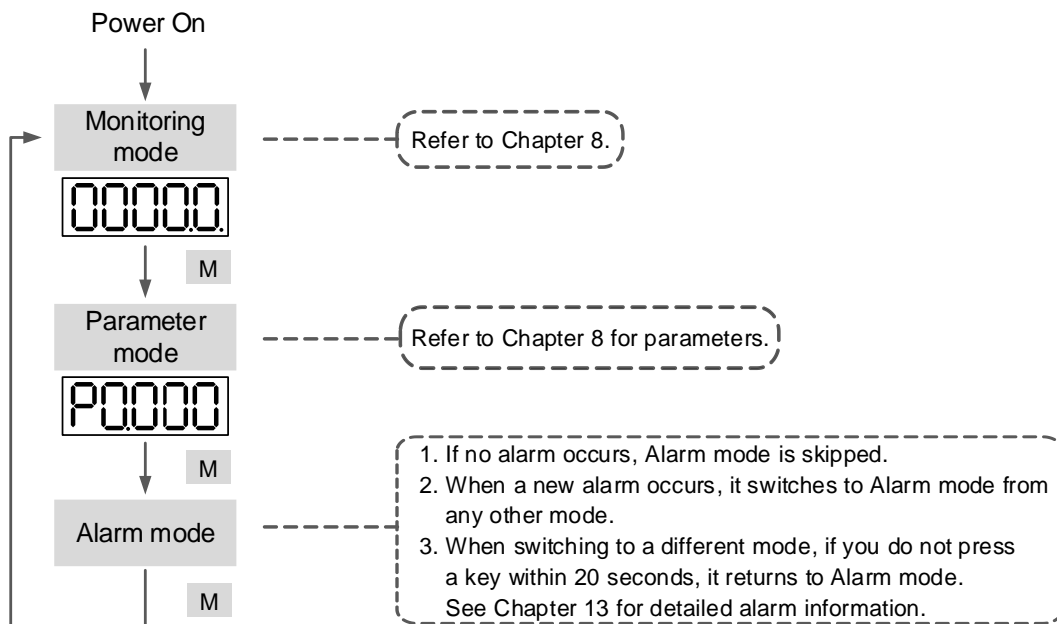 Power On
Monitoring
mode
Refer to Chapter 8.
0000.0.
M
Parameter
mode
Refer to Chapter 8 for parameters.
P0.000
M
1. If no alarm occurs, Alarm mode is skipped.
2. When a new alarm occurs, it switches to Alarm mode from
any other mode.
Alarm mode
3. When switching to a different mode, if you do not press
a key within 20 seconds, it returns to Alarm mode.
See Chapter 13 for detailed alarm information.
M